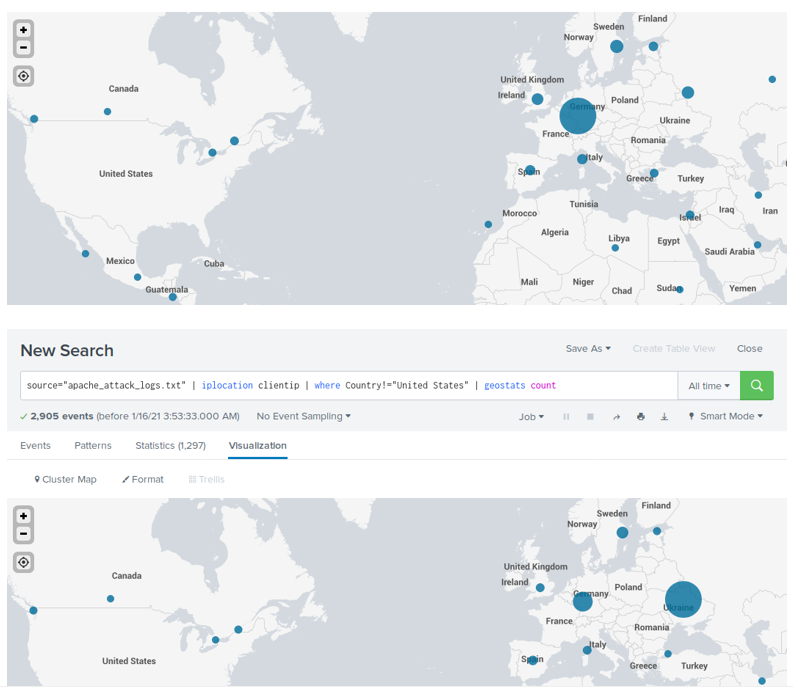 +
Finland
Sweden
Norway
−
Canada
United Kingdom
Ireland
Germany
Poland
Ukraine
France
Romania
United States
Italy
Spain
Greece
Turkey
Tunisia
Morocco
Israel
Iraq
Iran
Algeria
Libya
Egypt
Saudi Arabia
Mexico
Cuba
Guatemala
Mali
Niger
Chad
Sudan
Yemen
New Search
Save As ▾ Create Table View Close
source="apache_attack_logs.txt" | iplocation clientip | where Country!="United States" | geostats count
All time ▾
✓ 2,905 events (before 1/16/21 3:53:33.000 AM) No Event Sampling ▾ Job ▾ Smart Mode ▾
Events Patterns Statistics (1,297) Visualization
Cluster Map Format Trellis
+
Finland
Sweden
Norway
−
Canada
United Kingdom
Ireland
Germany
Poland
Ukraine
France
Romania
United States
Italy
Spain
Greece
Turkey